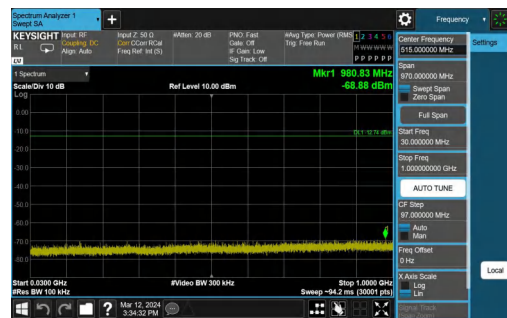 Spectrum Analyzer 1
Swept SA
Frequency
KEYSIGHT
Input: RF
Coupling: DC
Align: Auto
Input Z: 50 Ω
Corr CCorr RCal
Freq Ref: Int (S)
#Atten: 20 dB
PNO: Fast
Gate: Off
IF Gain: Low
Sig Track: Off
#Avg Type: Power (RMS
Trig: Free Run
1 2 3 4 5 6
M W W W W W
P P P P P P
1 Spectrum
Scale/Div 10 dB
Log
Ref Level 10.00 dBm
Mkr1 980.83 MHz
-68.88 dBm
0.00
-10.0
DL1 -12.74 dBm
-20.0
-30.0
-40.0
-50.0
-60.0
-70.0
-80.0
Start 0.0300 GHz
#Res BW 100 kHz
#Video BW 300 kHz
Stop 1.0000 GHz
Sweep ~94.2 ms (30001 pts)
Mar 12, 2024
3:34:32 PM
Center Frequency
515.000000 MHz
Settings
Span
970.000000 MHz
Swept Span
Zero Span
Full Span
Start Freq
30.000000 MHz
Stop Freq
1.000000000 GHz
AUTO TUNE
CF Step
97.000000 MHz
Auto
Man
Freq Offset
0 Hz
X Axis Scale
Log
Lin
Local
Signal Track